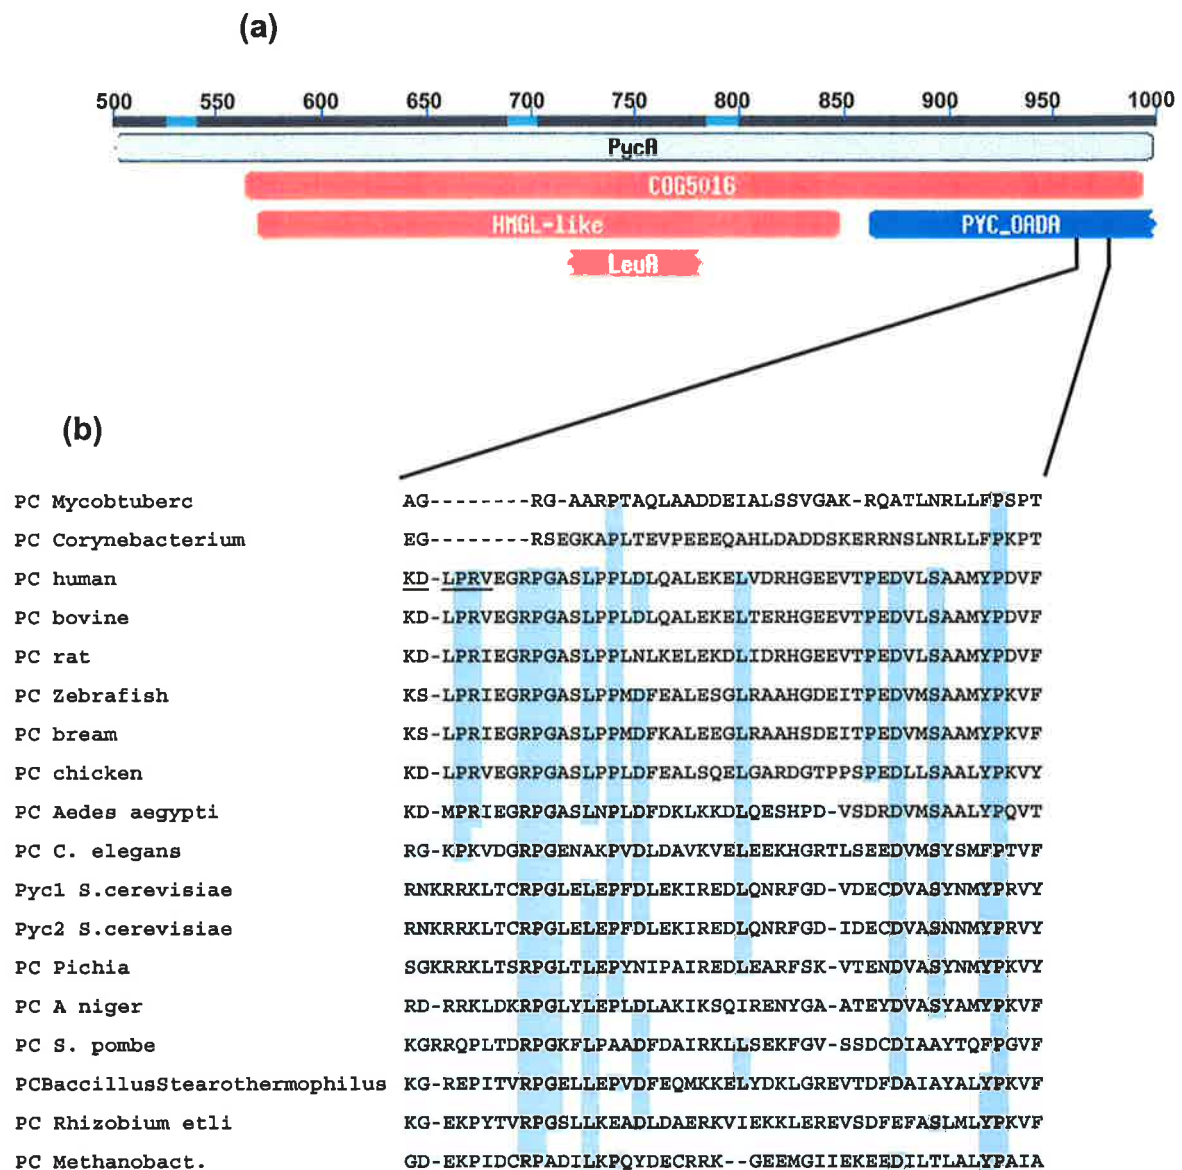 (a)
500 550 600 650 700 750 800 850 900 950 1000
PycA
COG5016
HMGL-like PYC_OADA
LeuA
(b)
PC Mycobtuberc AG--------RG-AARPTAQLAADDEIALSSVGAK-RQATLNRLLFPSPT
PC Corynebacterium EG--------RSEGKAPLTEVPEEEQAHLDADDSKERRNSLNRLLFPKPT
PC human KD-LPRVEGRPGASLPPLDLQALEKELVDRHGEEVTPEDVLSAAMYPDVF
PC bovine KD-LPRVEGRPGASLPPLDLQALEKELTERHGEEVTPEDVLSAAMYPDVF
PC rat KD-LPRIEGRPGASLPPLNLKELEKDLIDRHGEEVTPEDVLSAAMYPDVF
PC Zebrafish KS-LPRIEGRPGASLPPMDFEALESGLRAAHGDEITPEDVMSAAMYPKVF
PC bream KS-LPRIEGRPGASLPPMDFKALEEGLRAAHSDEITPEDVMSAAMYPKVF
PC chicken KD-LPRVEGRPGASLPPLDFEALSQELGARDGTPPSPEDLLSAALYPKVY
PC Aedes aegypti KD-MPRIEGRPGASLNPLDFDKLKKDLQESHPD-VSDRDVMSAALYPQVT
PC C. elegans RG-KPKVDGRPGENAKPVDLDAVKVELEEKHGRTLSEEDVMSYSMFPTVF
Pyc1 S.cerevisiae RNKRRKLTCRPGLELEPFDLEKIREDLQNRFGD-VDECDVASYNMYPRVY
Pyc2 S.cerevisiae RNKRRKLTCRPGLELEPFDLEKIREDLQNRFGD-IDECDVASNNMYPRVY
PC Pichia SGKRRKLTSRPGLTLEPYNIPAIREDLEARFSK-VTENDVASYNMYPKVY
PC A niger RD-RRKLDKRPGLYLEPLDLAKIKSQIRENYGA-ATEYDVASYAMYPKVF
PC S. pombe KGRRQPLTDRPGKFLPAADFDAIRKLLSEKFGV-SSDCDIAAYTQFPGVF
PCBaccillusStearothermophilus KG-REPITVRPGELLEPVDFEQMKKELYDKLGREVTDFDAIAYALYPKVF
PC Rhizobium etli KG-EKPYTVRPGSLLKEADLDAERKVIEKKLEREVSDFEFASLMLYPKVF
PC Methanobact. GD-EKPIDCRPADILKPQYDECRRK--GEEMGIIEKEEDILTLALYPAIA